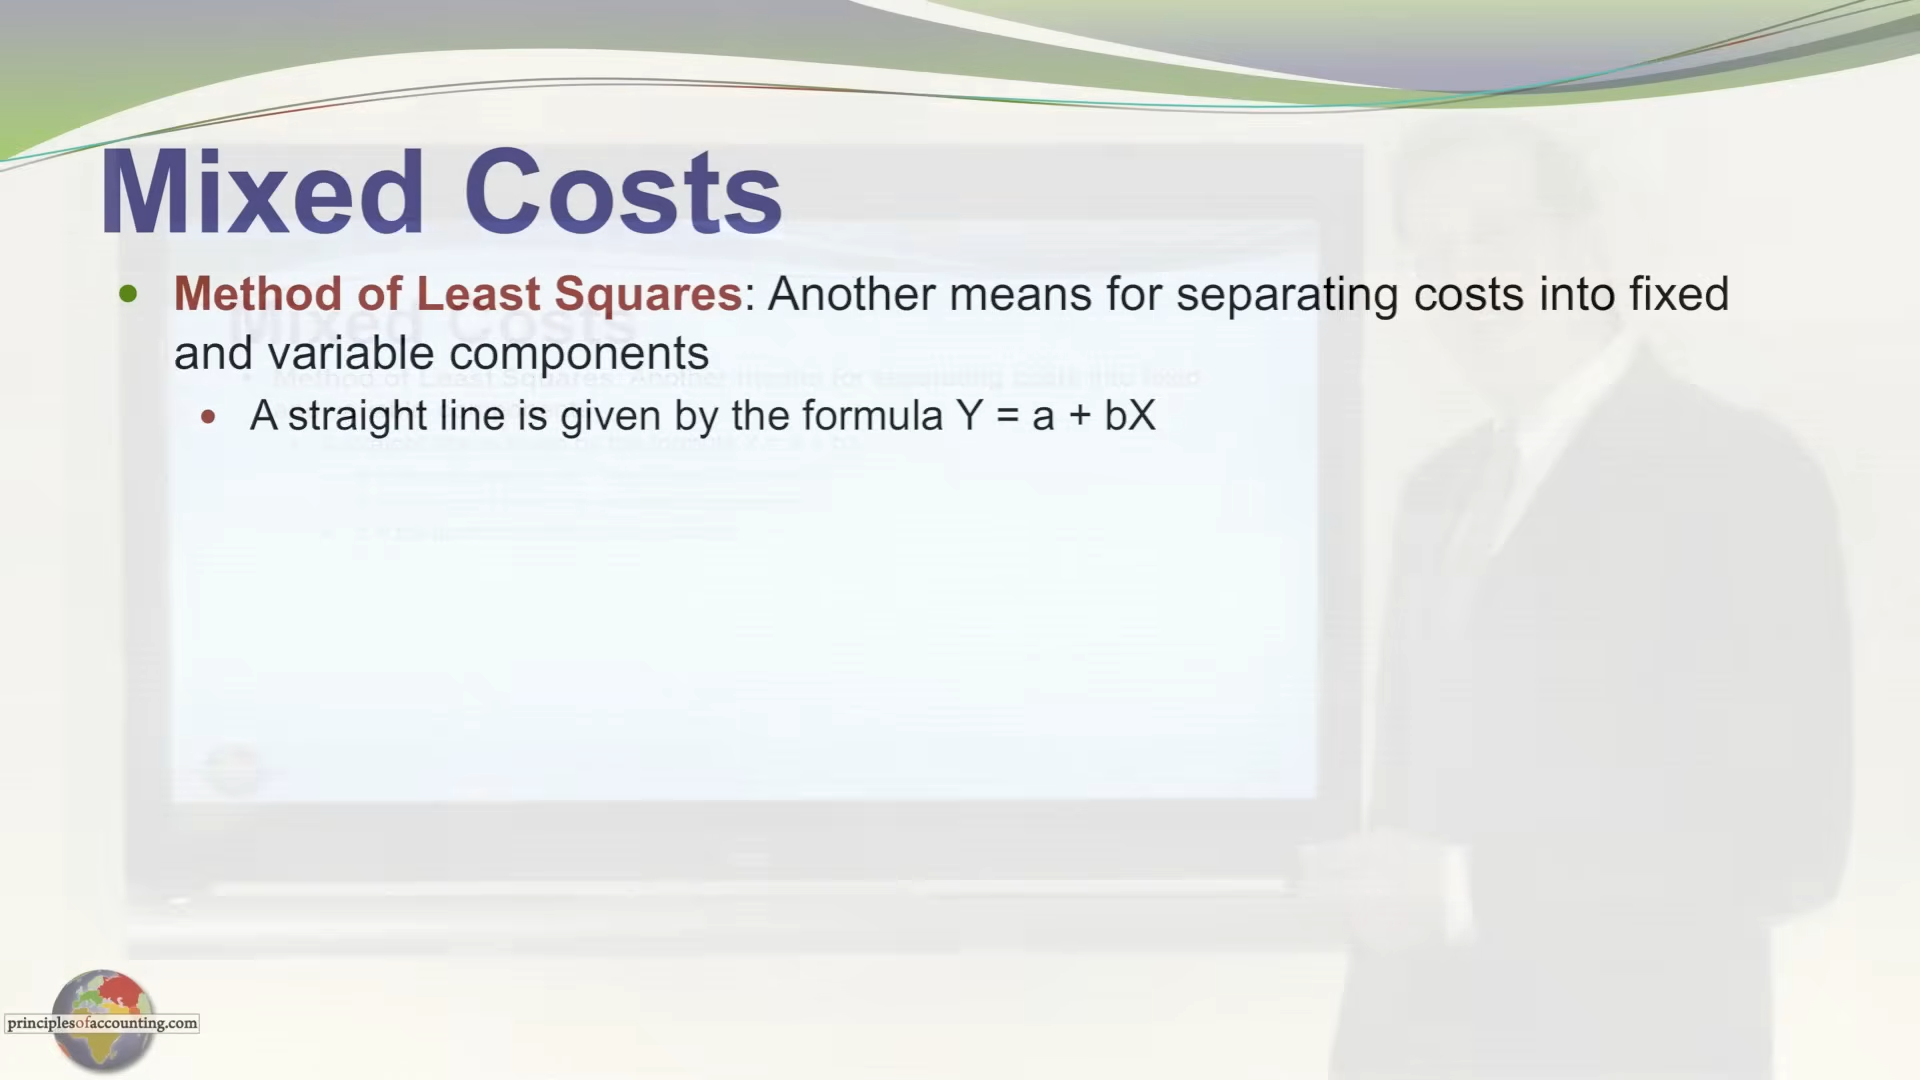 Mixed Costs
• Method of Least Squares: Another means for separating costs into fixed
and variable components
• A straight line is given by the formula Y = a + bX
principlesofaccounting.com